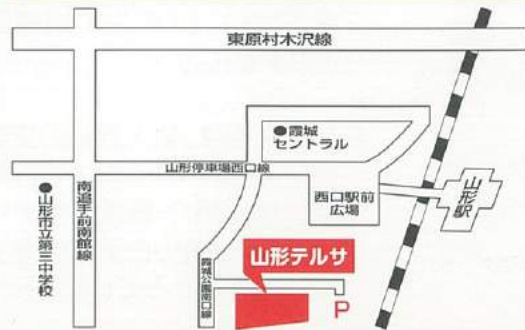 東原村木沢線
●霞城
セントラル
山形停車場西口線
西口駅前
広場
山形駅
●山形市立第三中学校
南追手前南館線
霞城公園南口線
山形テルサ
P